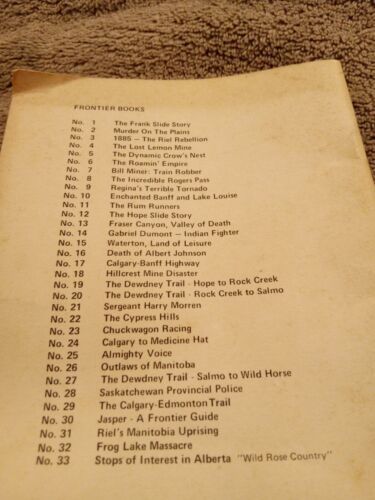 FRONTIER BOOKS
No. 1 The Frank Slide Story
No. 2 Murder On The Plains
No. 3 1885 — The Riel Rebellion
No. 4 The Lost Lemon Mine
No. 5 The Dynamic Crow's Nest
No. 6 The Roamin' Empire
No. 7 Bill Miner: Train Robber
No. 8 The Incredible Rogers Pass
No. 9 Regina's Terrible Tornado
No. 10 Enchanted Banff and Lake Louise
No. 11 The Rum Runners
No. 12 The Hope Slide Story
No. 13 Fraser Canyon, Valley of Death
No. 14 Gabriel Dumont — Indian Fighter
No. 15 Waterton, Land of Leisure
No. 16 Death of Albert Johnson
No. 17 Calgary-Banff Highway
No. 18 Hillcrest Mine Disaster
No. 19 The Dewdney Trail - Hope to Rock Creek
No. 20 The Dewdney Trail - Rock Creek to Salmo
No. 21 Sergeant Harry Morren
No. 22 The Cypress Hills
No. 23 Chuckwagon Racing
No. 24 Calgary to Medicine Hat
No. 25 Almighty Voice
No. 26 Outlaws of Manitoba
No. 27 The Dewdney Trail - Salmo to Wild Horse
No. 28 Saskatchewan Provincial Police
No. 29 The Calgary-Edmonton Trail
No. 30 Jasper - A Frontier Guide
No. 31 Riel's Manitoba Uprising
No. 32 Frog Lake Massacre
No. 33 Stops of Interest in Alberta "Wild Rose Country"